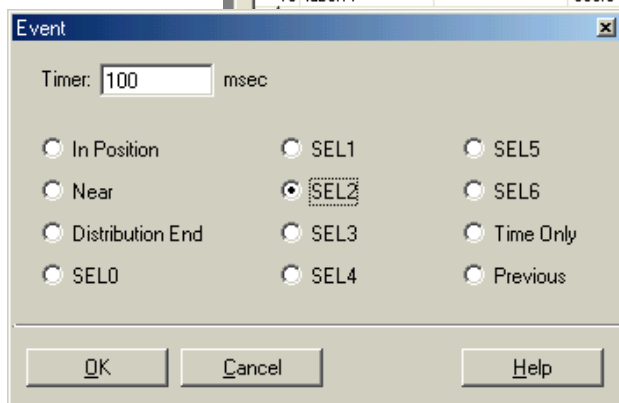 Event
Timer: 100 msec
In Position SEL1 SEL5
Near SEL2 SEL6
Distribution End SEL3 Time Only
SEL0 SEL4 Previous
OK Cancel Help